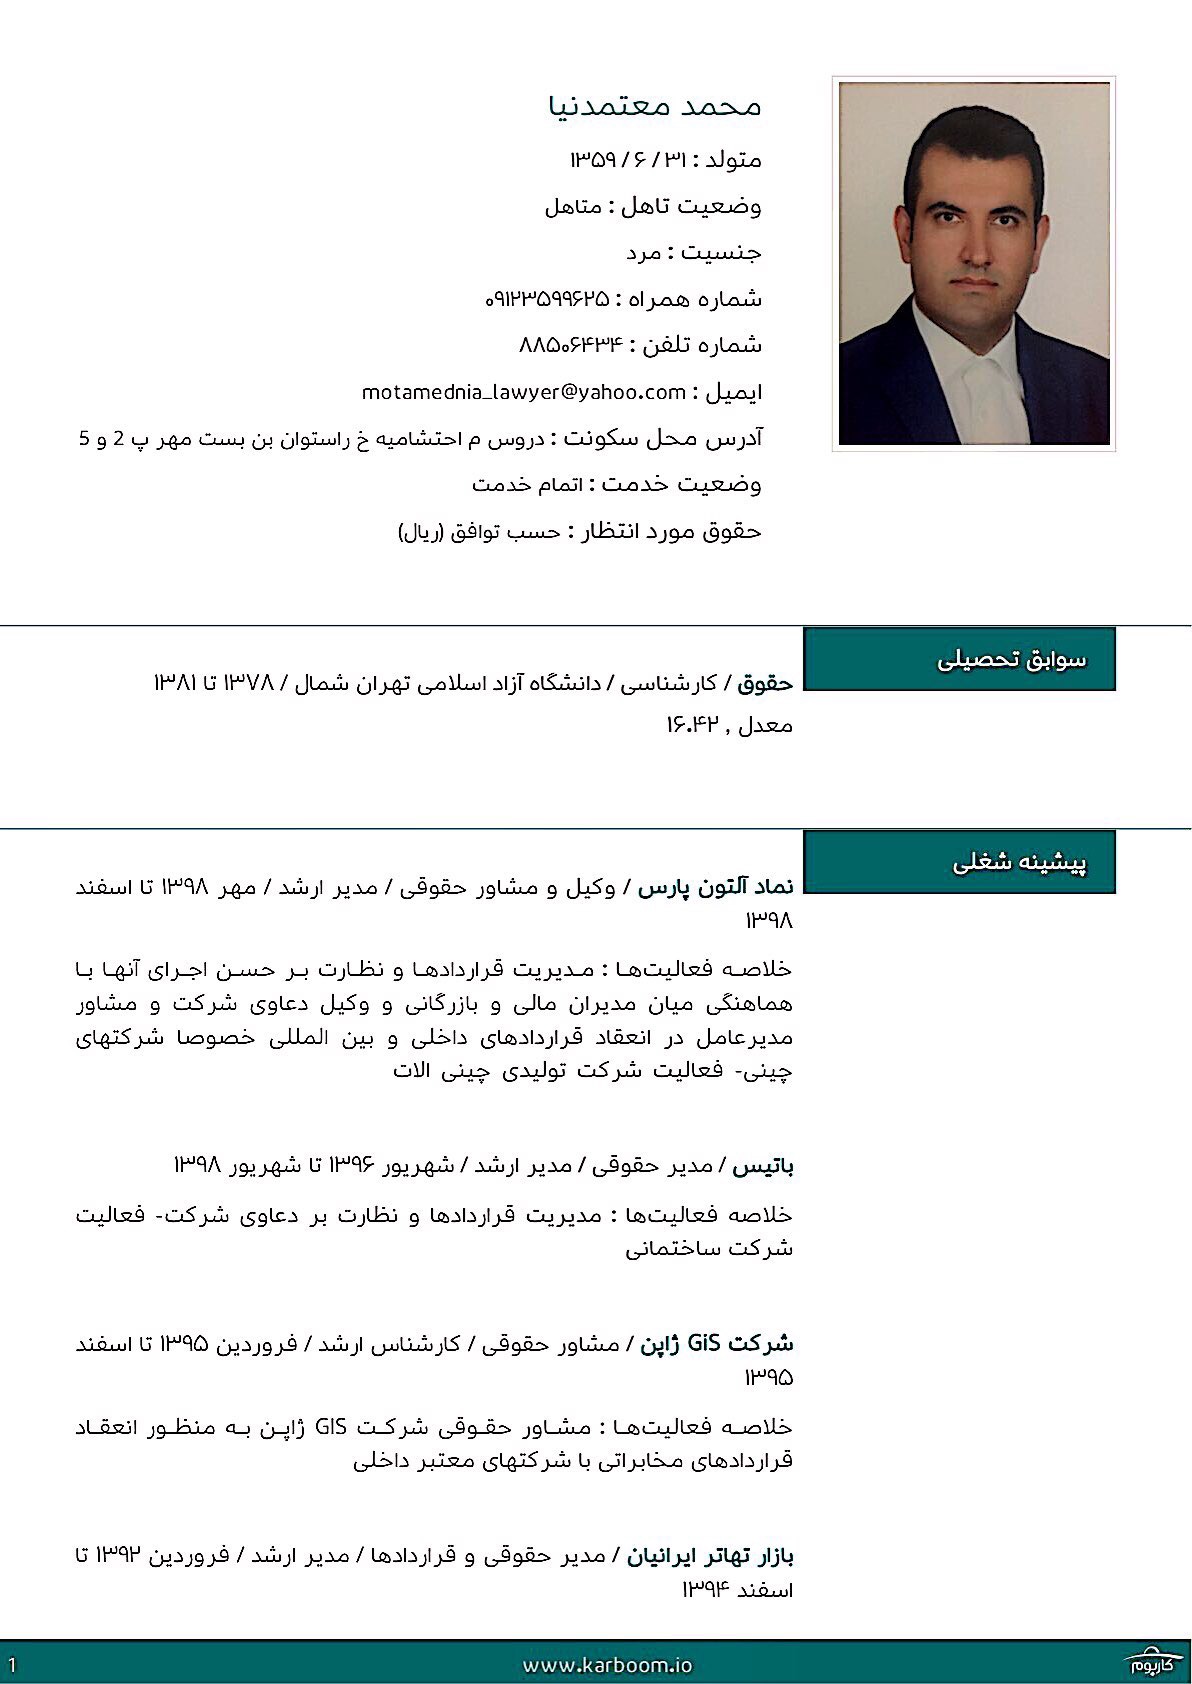 محمد معتمدنیا
متولد : ۳۱ / ۶ / ۱۳۵۹
وضعیت تاهل : متاهل
جنسیت : مرد
شماره همراه : ۰۹۱۲۳۵۹۹۶۲۵
شماره تلفن : ۸۸۵۰۶۴۳۴
ایمیل : motamednia_lawyer@yahoo.com
آدرس محل سکونت : دروس م احتشامیه خ راستوان بن بست مهر پ 2 و 5
وضعیت خدمت : اتمام خدمت
حقوق مورد انتظار : حسب توافق (ریال)
سوابق تحصیلی
حقوق / کارشناسی / دانشگاه آزاد اسلامی تهران شمال / ۱۳۷۸ تا ۱۳۸۱
معدل , ۱۶.۴۲
پیشینه شغلی
نماد آلتون پارس / وکیل و مشاور حقوقی / مدیر ارشد / مهر ۱۳۹۸ تا اسفند
۱۳۹۸
خلاصه فعالیت‌ها : مدیریت قراردادها و نظارت بر حسن اجرای آنها با
هماهنگی میان مدیران مالی و بازرگانی و وکیل دعاوی شرکت و مشاور
مدیرعامل در انعقاد قراردادهای داخلی و بین المللی خصوصا شرکتهای
چینی- فعالیت شرکت تولیدی چینی الات
باتیس / مدیر حقوقی / مدیر ارشد / شهریور ۱۳۹۶ تا شهریور ۱۳۹۸
خلاصه فعالیت‌ها : مدیریت قراردادها و نظارت بر دعاوی شرکت- فعالیت
شرکت ساختمانی
شرکت GiS ژاپن / مشاور حقوقی / کارشناس ارشد / فروردین ۱۳۹۵ تا اسفند
۱۳۹۵
خلاصه فعالیت‌ها : مشاور حقوقی شرکت GIS ژاپن به منظور انعقاد
قراردادهای مخابراتی با شرکتهای معتبر داخلی
بازار تهاتر ایرانیان / مدیر حقوقی و قراردادها / مدیر ارشد / فروردین ۱۳۹۲ تا
اسفند ۱۳۹۴
کاربوم
www.karboom.io
1